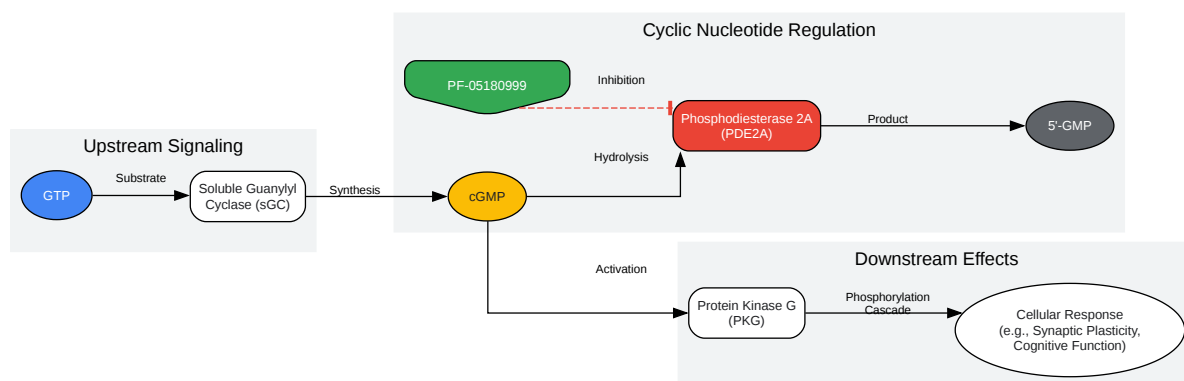 Cyclic Nucleotide Regulation
PF-05180999
Inhibition
Phosphodiesterase 2A
(PDE2A)
Product
5'-GMP
Upstream Signaling
GTP
Substrate
Soluble Guanylyl
Cyclase (sGC)
Synthesis
cGMP
Hydrolysis
Activation
Downstream Effects
Protein Kinase G
(PKG)
Phosphorylation
Cascade
Cellular Response
(e.g., Synaptic Plasticity,
Cognitive Function)